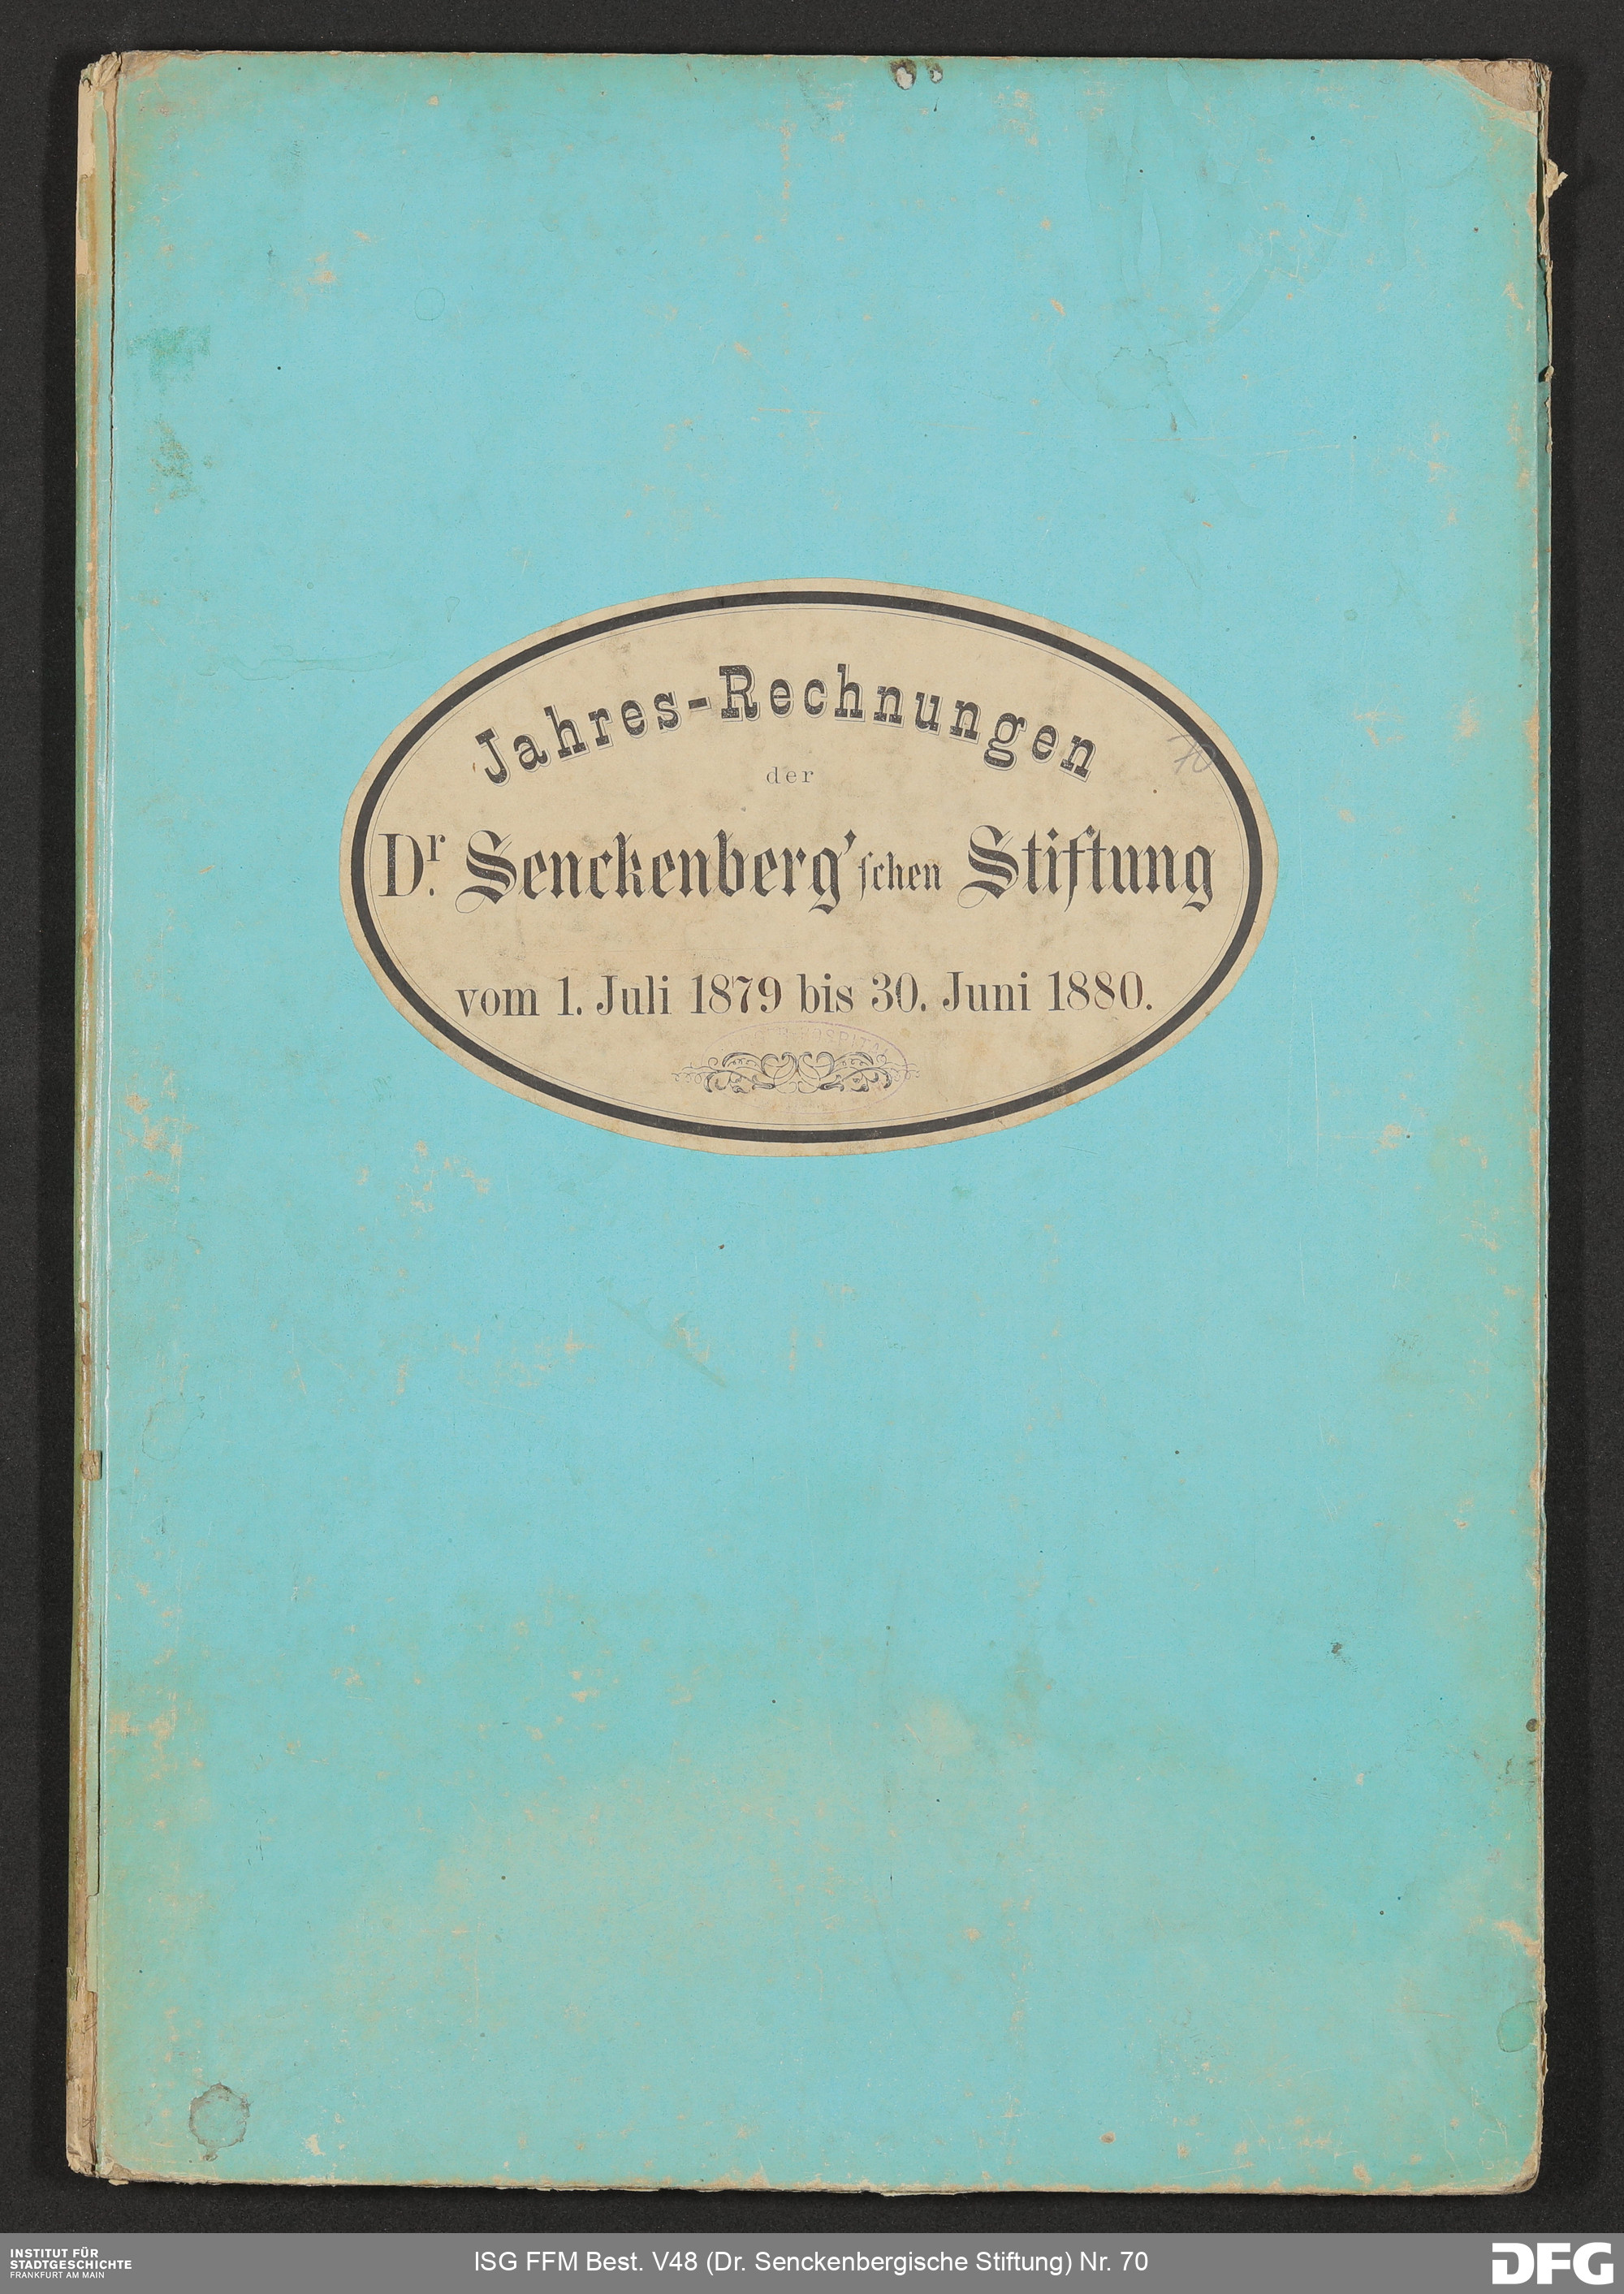 Jahres-Rechnungen
70
der
Dr. Senckenberg'ſchen Stiftung
vom 1. Juli 1879 bis 30. Juni 1880.
INSTITUT FÜR
STADTGESCHICHTE
FRANKFURT AM MAIN
ISG FFM Best. V48 (Dr. Senckenbergische Stiftung) Nr. 70
DFG